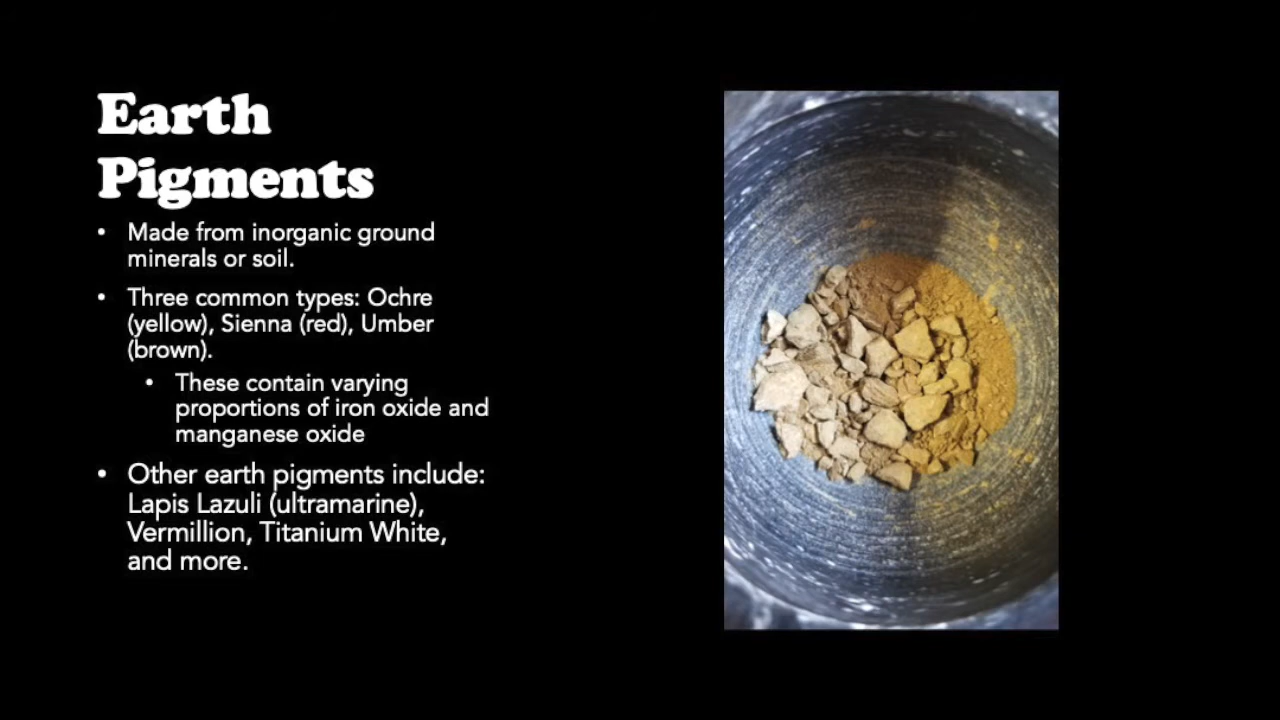 Earth
Pigments
• Made from inorganic ground
minerals or soil.
• Three common types: Ochre
(yellow), Sienna (red), Umber
(brown).
• These contain varying
proportions of iron oxide and
manganese oxide
• Other earth pigments include:
Lapis Lazuli (ultramarine),
Vermillion, Titanium White,
and more.